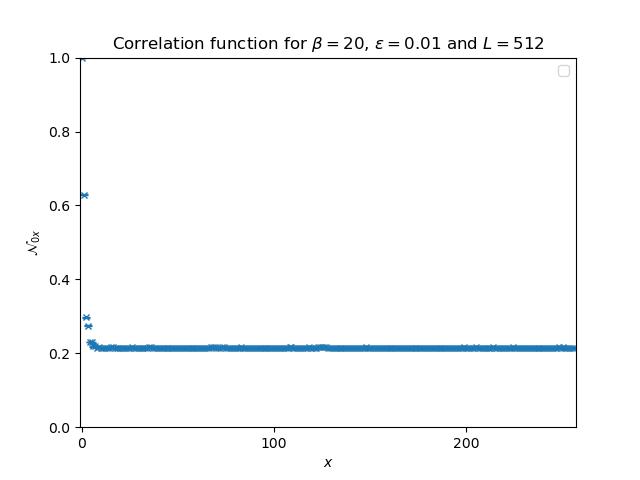 Correlation function for β = 20, ε = 0.01 and L = 512
1.0
0.8
0.6
0.4
0.2
0.0
𝒩₀ₓ
0 100 200
x